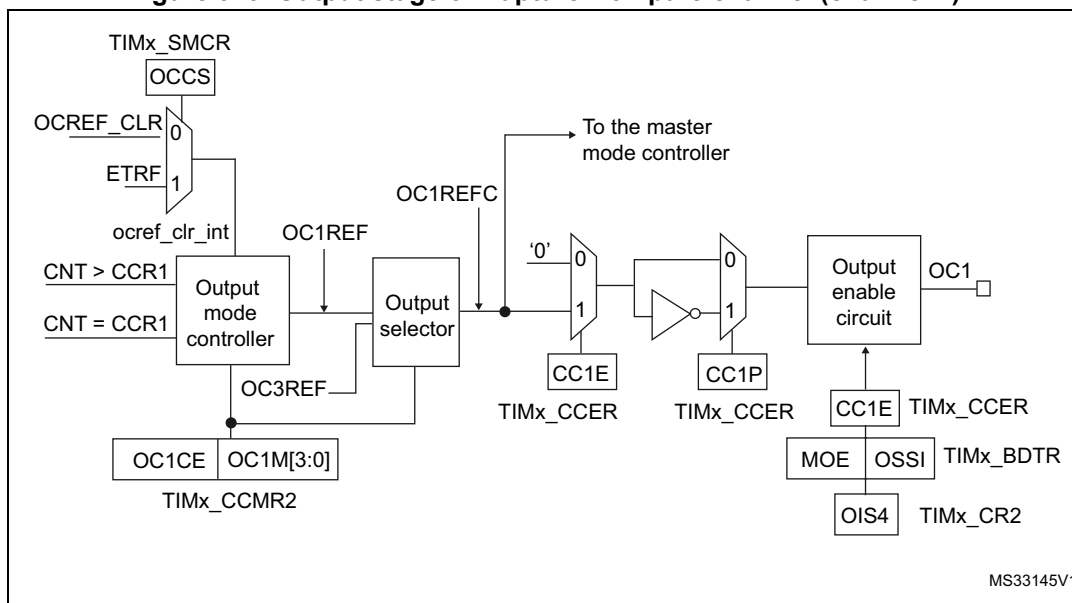 TIMx_SMCR
OCCS
OCREF_CLR
0
ETRF
1
ocref_clr_int
To the master
mode controller
OC1REFC
OC1REF
CNT > CCR1
CNT = CCR1
Output
mode
controller
Output
selector
OC3REF
‘0’
0
1
0
1
Output
enable
circuit
OC1
CC1E
TIMx_CCER
CC1P
TIMx_CCER
CC1E
TIMx_CCER
MOE
OSSI
TIMx_BDTR
OIS4
TIMx_CR2
OC1CE
OC1M[3:0]
TIMx_CCMR2
MS33145V1